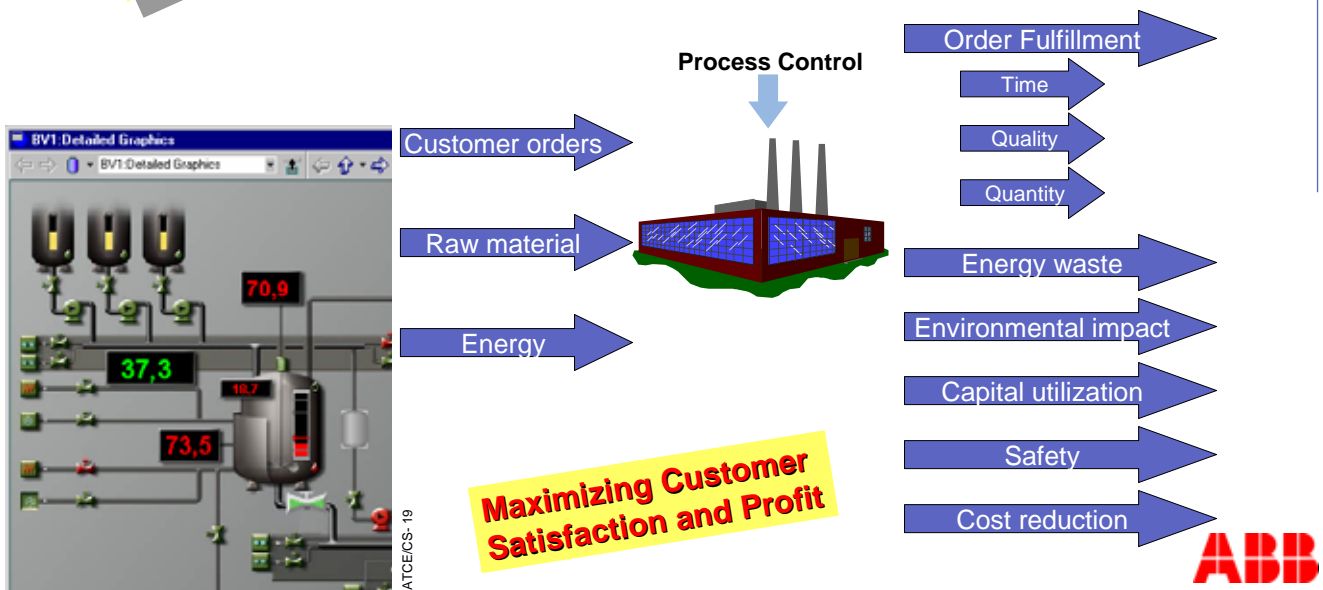 Process Control
Order Fulfillment
Time
Quality
Quantity
Customer orders
Raw material
Energy
Energy waste
Environmental impact
Capital utilization
Safety
Cost reduction
BV1:Detailed Graphics
BV1:Detailed Graphics
70,9
37,3
18,7
73,5
Maximizing Customer
Satisfaction and Profit
ATCE/CS- 19
ABB